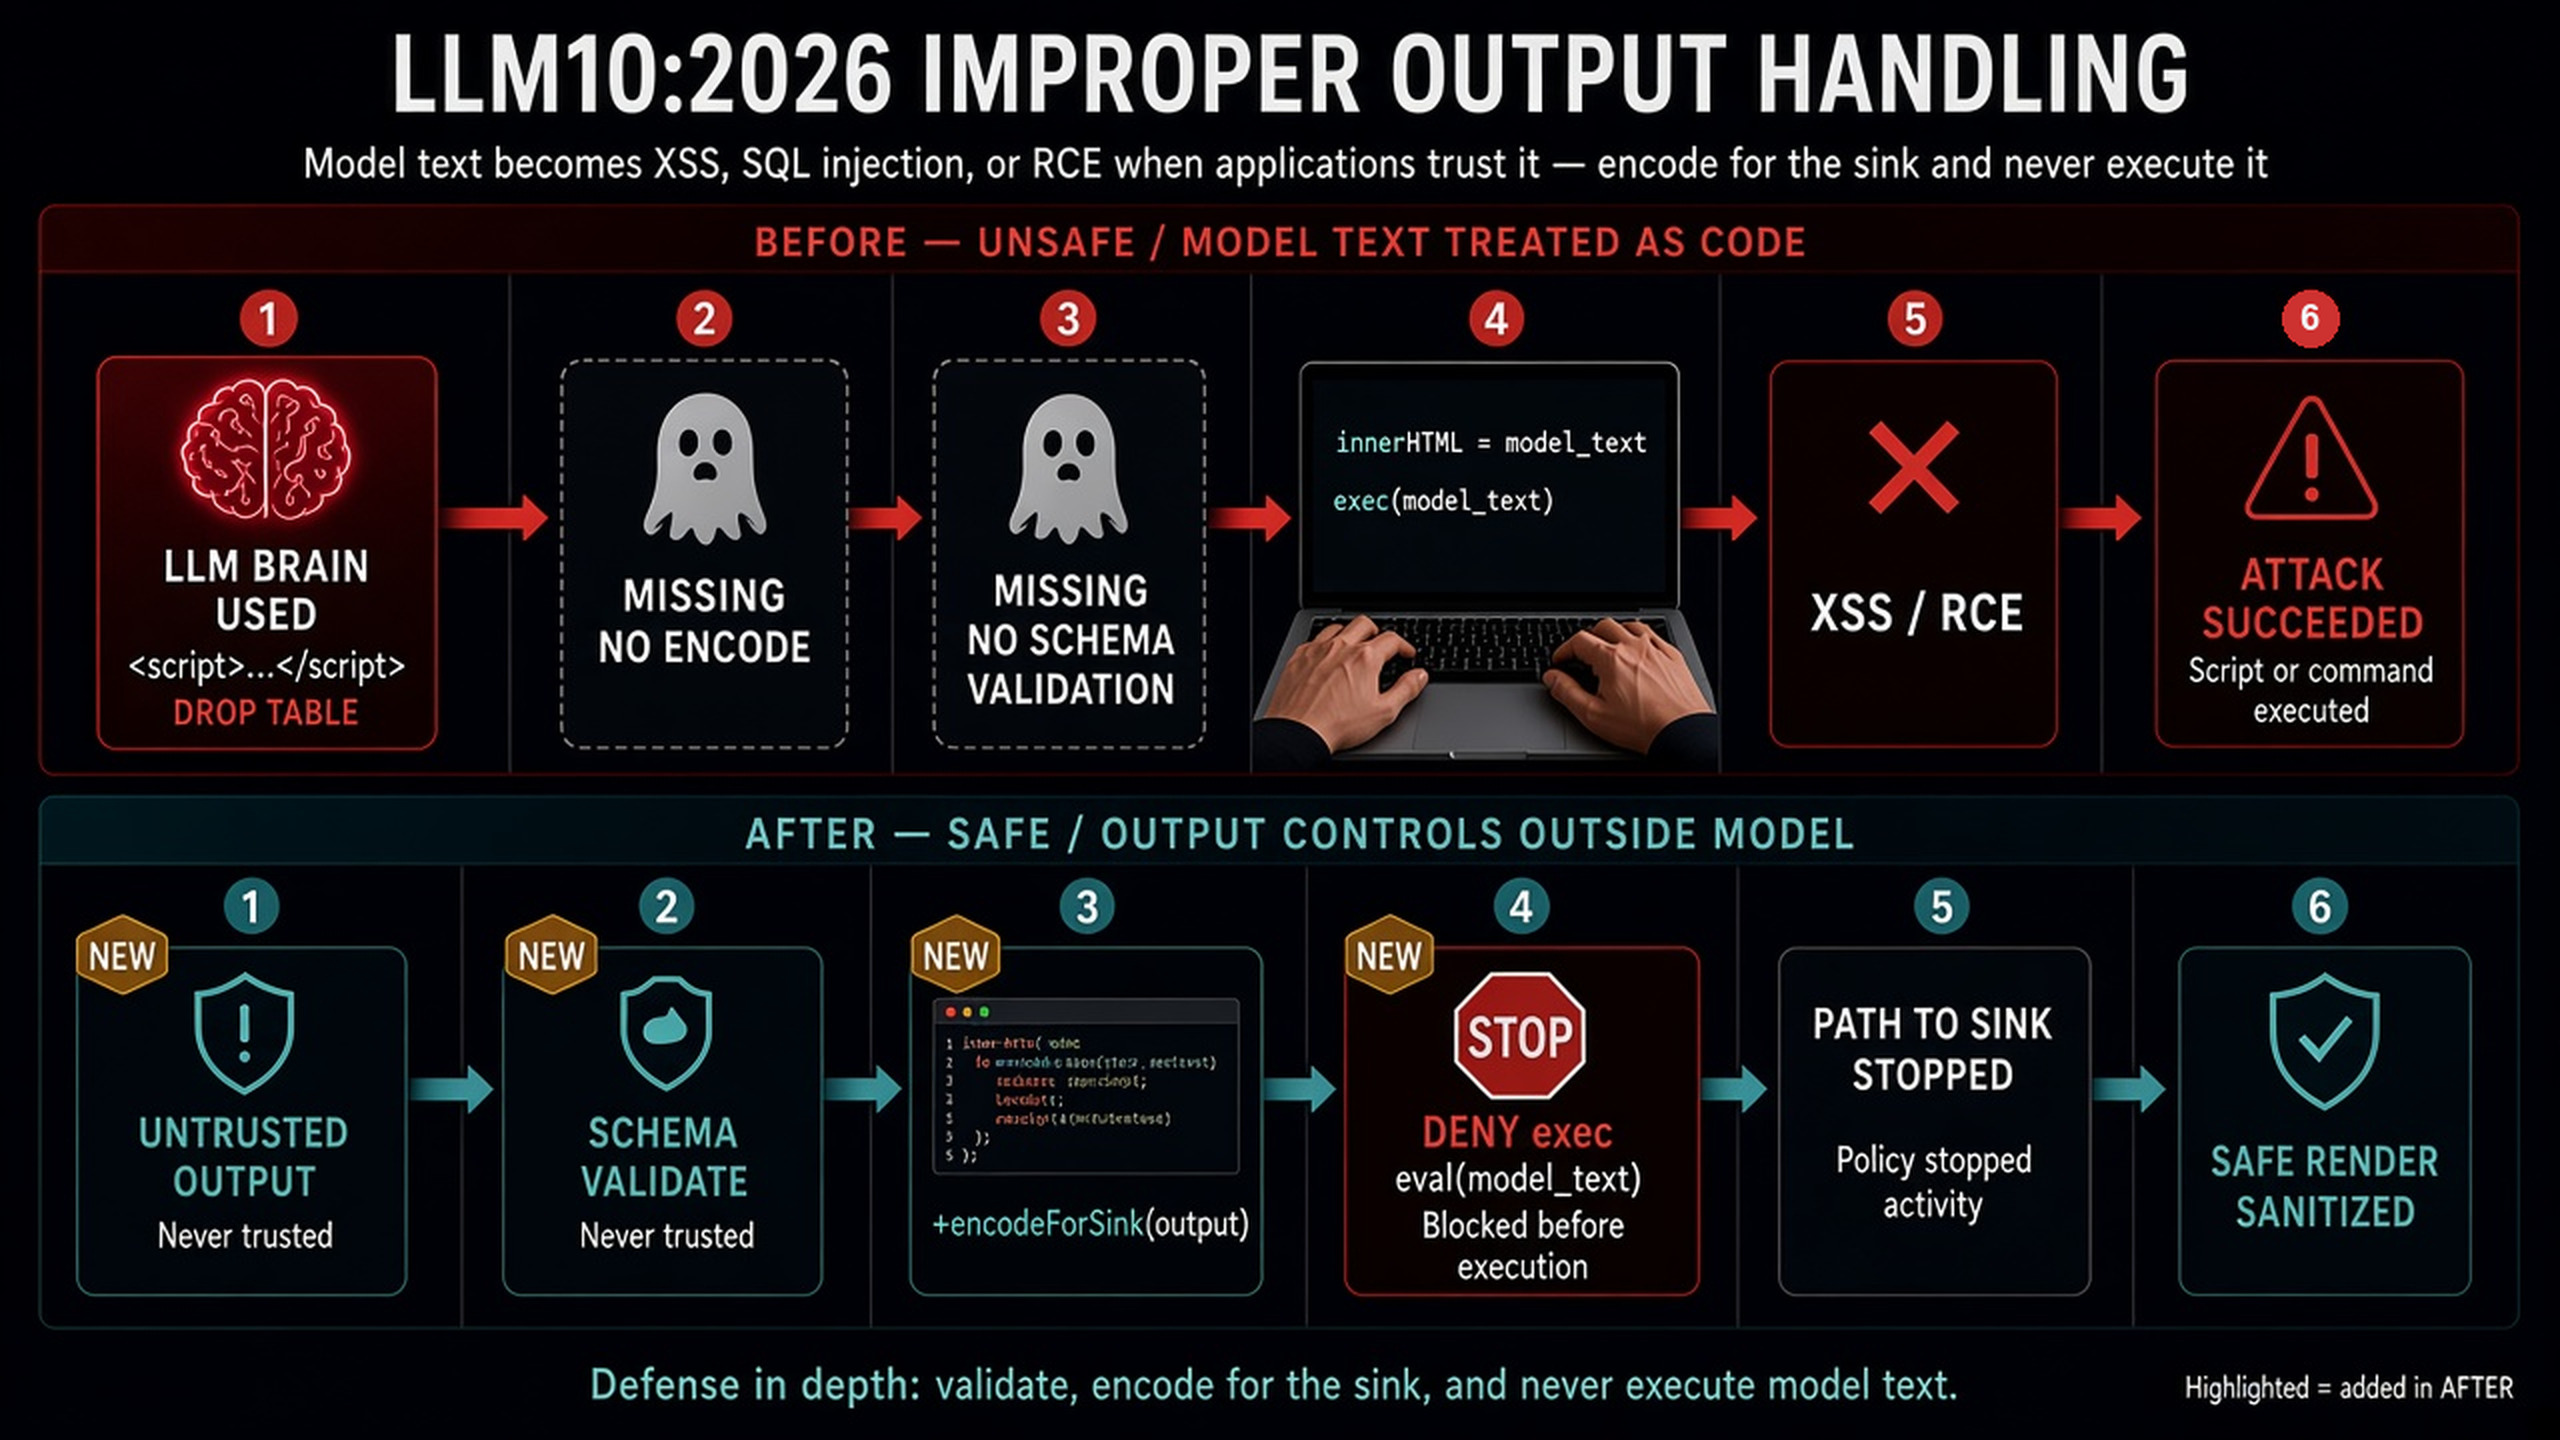 LLM10:2026 IMPROPER OUTPUT HANDLING
Model text becomes XSS, SQL injection, or RCE when applications trust it — encode for the sink and never execute it
BEFORE — UNSAFE / MODEL TEXT TREATED AS CODE
1
LLM BRAIN
USED
<script>...</script>
DROP TABLE
2
MISSING
NO ENCODE
3
MISSING
NO SCHEMA
VALIDATION
4
innerHTML = model_text
exec(model_text)
5
XSS / RCE
6
ATTACK
SUCCEEDED
Script or command
executed
AFTER — SAFE / OUTPUT CONTROLS OUTSIDE MODEL
1
NEW
UNTRUSTED
OUTPUT
Never trusted
2
NEW
SCHEMA
VALIDATE
Never trusted
3
NEW
+encodeForSink(output)
4
NEW
STOP
DENY exec
eval(model_text)
Blocked before
execution
5
PATH TO SINK
STOPPED
Policy stopped
activity
6
SAFE RENDER
SANITIZED
Defense in depth: validate, encode for the sink, and never execute model text.
Highlighted = added in AFTER